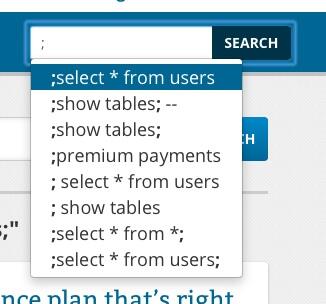 ;
SEARCH
;select * from users
;show tables; --
;show tables;
;premium payments
; select * from users
; show tables
;select * from *;
;select * from users;
CH
;"
nce plan that's right